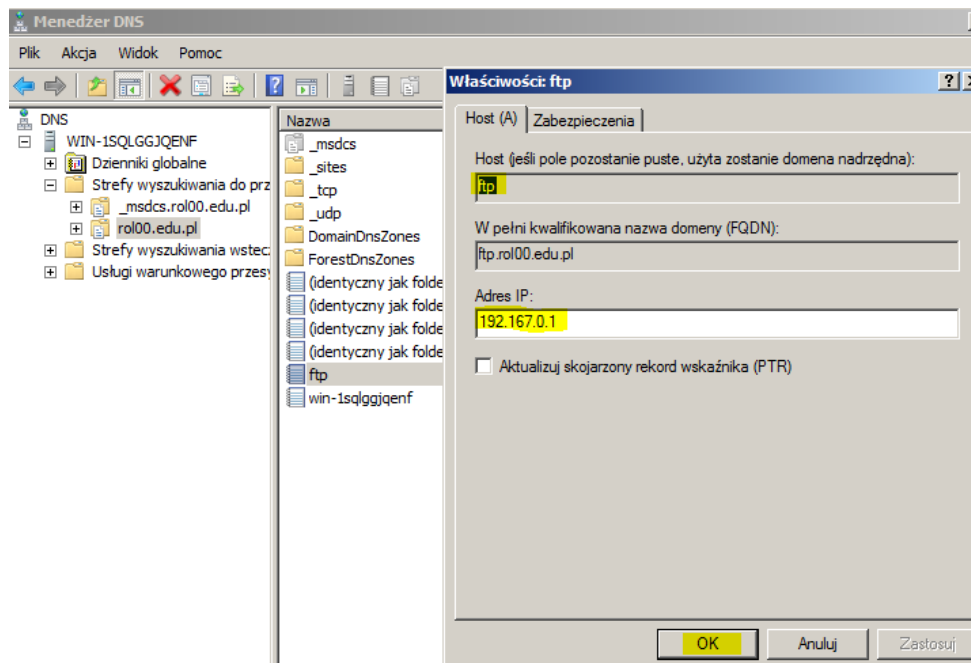 Menedżer DNS
Plik Akcja Widok Pomoc
DNS
WIN-1SQLGGJQENF
Dzienniki globalne
Strefy wyszukiwania do prz
_msdcs.rol00.edu.pl
rol00.edu.pl
Strefy wyszukiwania wstec
Usługi warunkowego przesy
Nazwa
_msdcs
_sites
_tcp
_udp
DomainDnsZones
ForestDnsZones
(identyczny jak folde
(identyczny jak folde
(identyczny jak folde
(identyczny jak folde
ftp
win-1sqlggjqenf
Właściwości: ftp
Host (A) Zabezpieczenia
Host (jeśli pole pozostanie puste, użyta zostanie domena nadrzędna):
ftp
W pełni kwalifikowana nazwa domeny (FQDN):
ftp.rol00.edu.pl
Adres IP:
192.167.0.1
Aktualizuj skojarzony rekord wskaźnika (PTR)
OK Anuluj Zastosuj